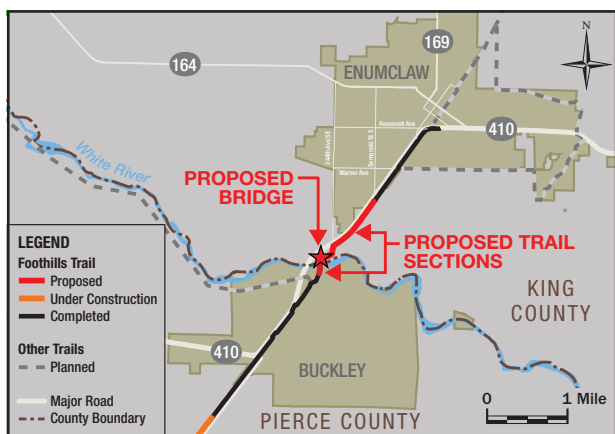 169
164
ENUMCLAW
N
Roosevelt Ave
410
244th Ave SE
Semanski St S
Warner Ave
White River
PROPOSED
BRIDGE
PROPOSED TRAIL
SECTIONS
LEGEND
Foothills Trail
Proposed
Under Construction
Completed
Other Trails
Planned
Major Road
County Boundary
KING
COUNTY
410
BUCKLEY
PIERCE COUNTY
0 1 Mile